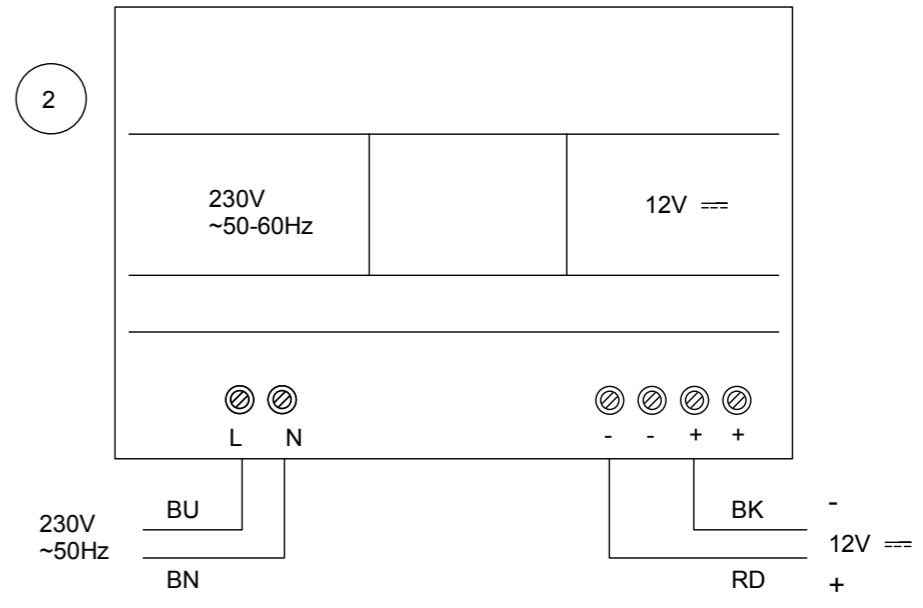 2
230V
~50-60Hz
12V ⎓
L N - - + +
BU BK -
230V
~50Hz
12V ⎓
BN RD +